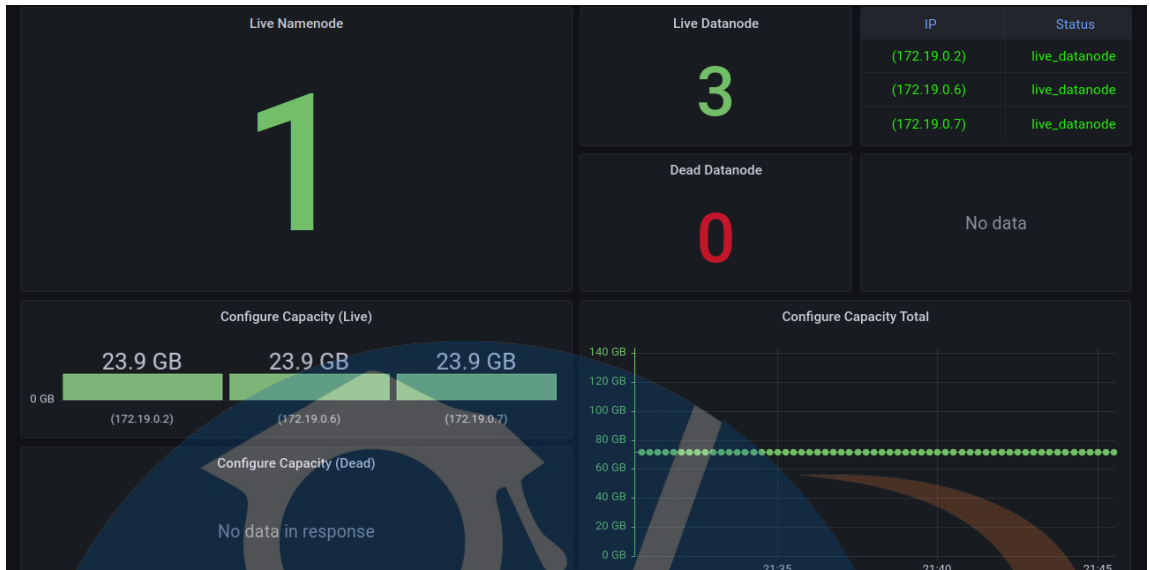 Live Namenode
1
Live Datanode
3
IP Status
(172.19.0.2) live_datanode
(172.19.0.6) live_datanode
(172.19.0.7) live_datanode
Dead Datanode
0
No data
Configure Capacity (Live)
23.9 GB 23.9 GB 23.9 GB
0 GB
(172.19.0.2) (172.19.0.6) (172.19.0.7)
Configure Capacity (Dead)
No data in response
Configure Capacity Total
140 GB
120 GB
100 GB
80 GB
60 GB
40 GB
20 GB
0 GB
21:35 21:40 21:45